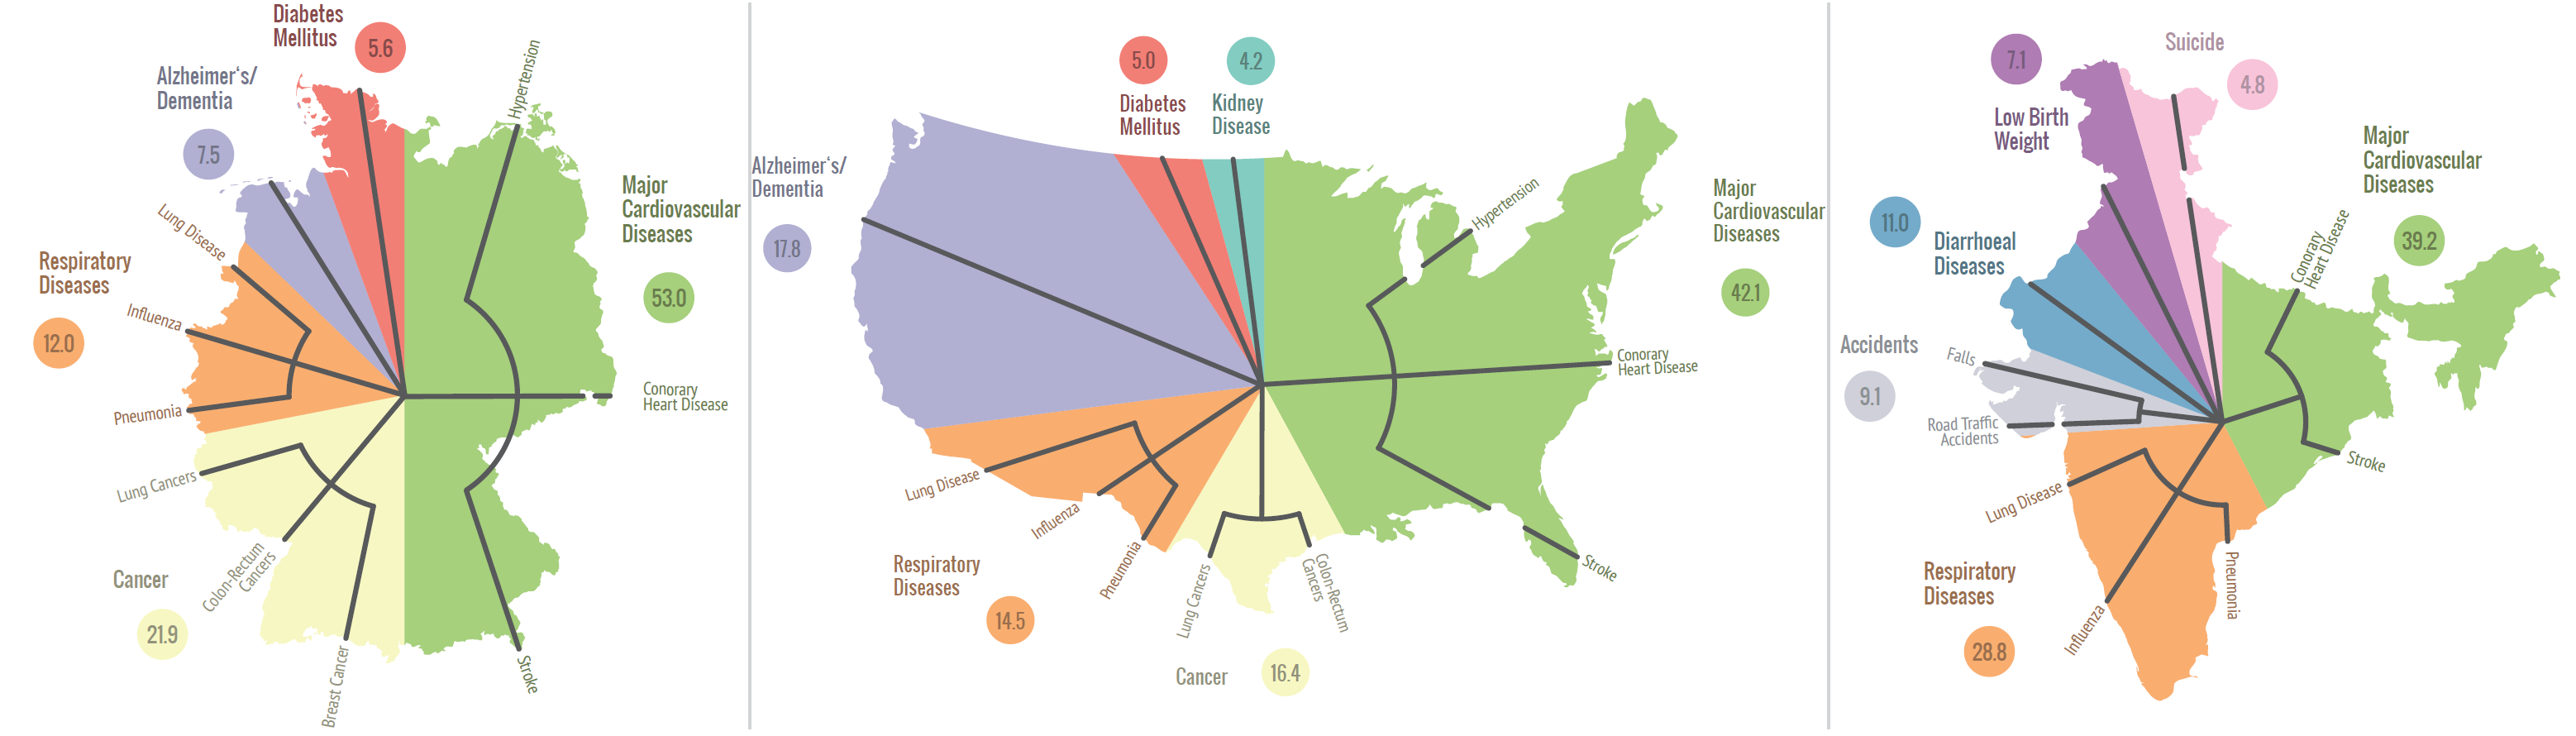 Diabetes
Mellitus
5.6
Alzheimer‘s/
Dementia
7.5
Hypertension
Major
Cardiovascular
Diseases
53.0
Lung Disease
Respiratory
Diseases
12.0
Influenza
Pneumonia
Conorary
Heart Disease
Lung Cancers
Colon-Rectum
Cancers
Cancer
21.9
Breast Cancer
Stroke
5.0
Diabetes
Mellitus
4.2
Kidney
Disease
Alzheimer‘s/
Dementia
17.8
Hypertension
Major
Cardiovascular
Diseases
42.1
Conorary
Heart Disease
Lung Disease
Influenza
Pneumonia
Respiratory
Diseases
14.5
Lung Cancers
Colon-Rectum
Cancers
Cancer
16.4
Stroke
7.1
Low Birth
Weight
Suicide
4.8
Major
Cardiovascular
Diseases
39.2
11.0
Diarrhoeal
Diseases
Conorary
Heart Disease
Accidents
9.1
Falls
Road Traffic
Accidents
Stroke
Lung Disease
Respiratory
Diseases
28.8
Influenza
Pneumonia